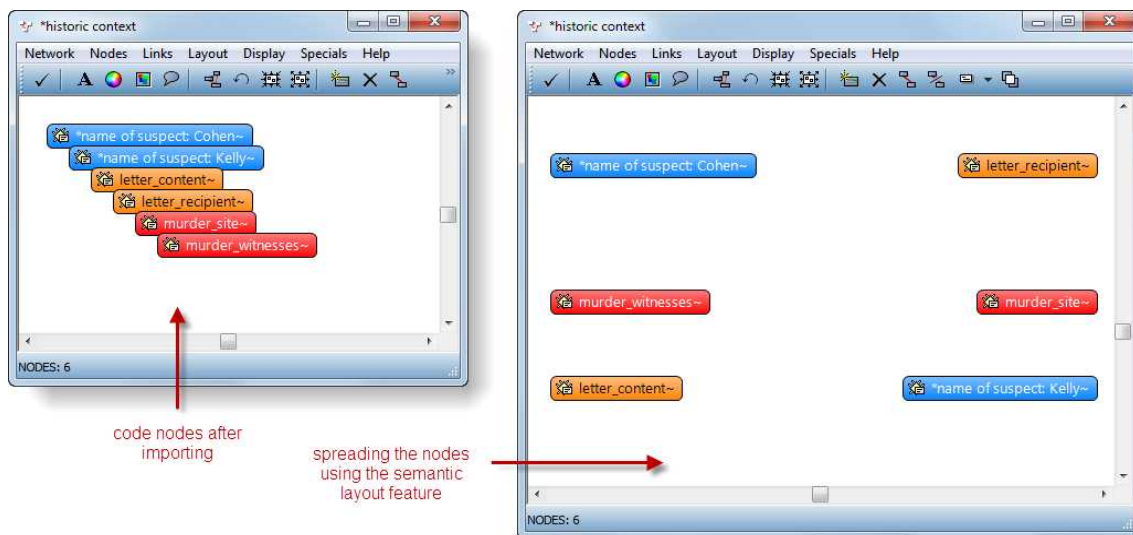 *historic context
Network Nodes Links Layout Display Specials Help
A
*name of suspect: Cohen~
*name of suspect: Kelly~
letter_content~
letter_recipient~
murder_site~
murder_witnesses~
NODES: 6
code nodes after
importing
spreading the nodes
using the semantic
layout feature
*historic context
Network Nodes Links Layout Display Specials Help
A
*name of suspect: Cohen~ letter_recipient~
murder_witnesses~ murder_site~
letter_content~ *name of suspect: Kelly~
NODES: 6